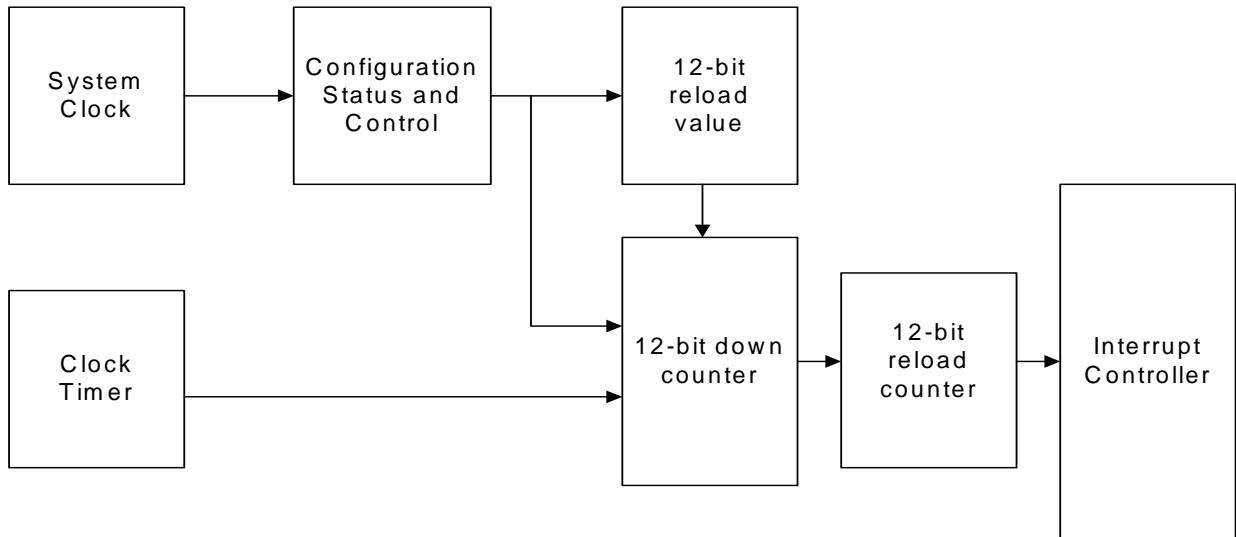 System
Clock
Configuration
Status and
Control
12-bit
reload
value
Clock
Timer
12-bit down
counter
12-bit
reload
counter
Interrupt
Controller